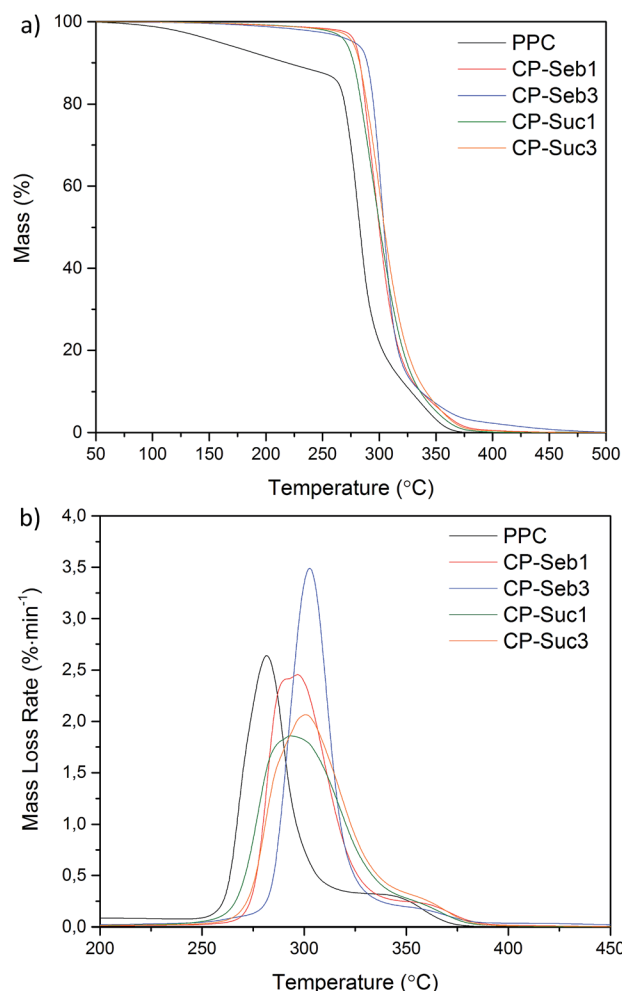 a)
100
80
60
40
20
0
Mass (%)
PPC
CP-Seb1
CP-Seb3
CP-Suc1
CP-Suc3
50 100 150 200 250 300 350 400 450 500
Temperature (°C)
b)
4,0
3,5
3,0
2,5
2,0
1,5
1,0
0,5
0,0
Mass Loss Rate (%·min⁻¹)
PPC
CP-Seb1
CP-Seb3
CP-Suc1
CP-Suc3
200 250 300 350 400 450
Temperature (°C)